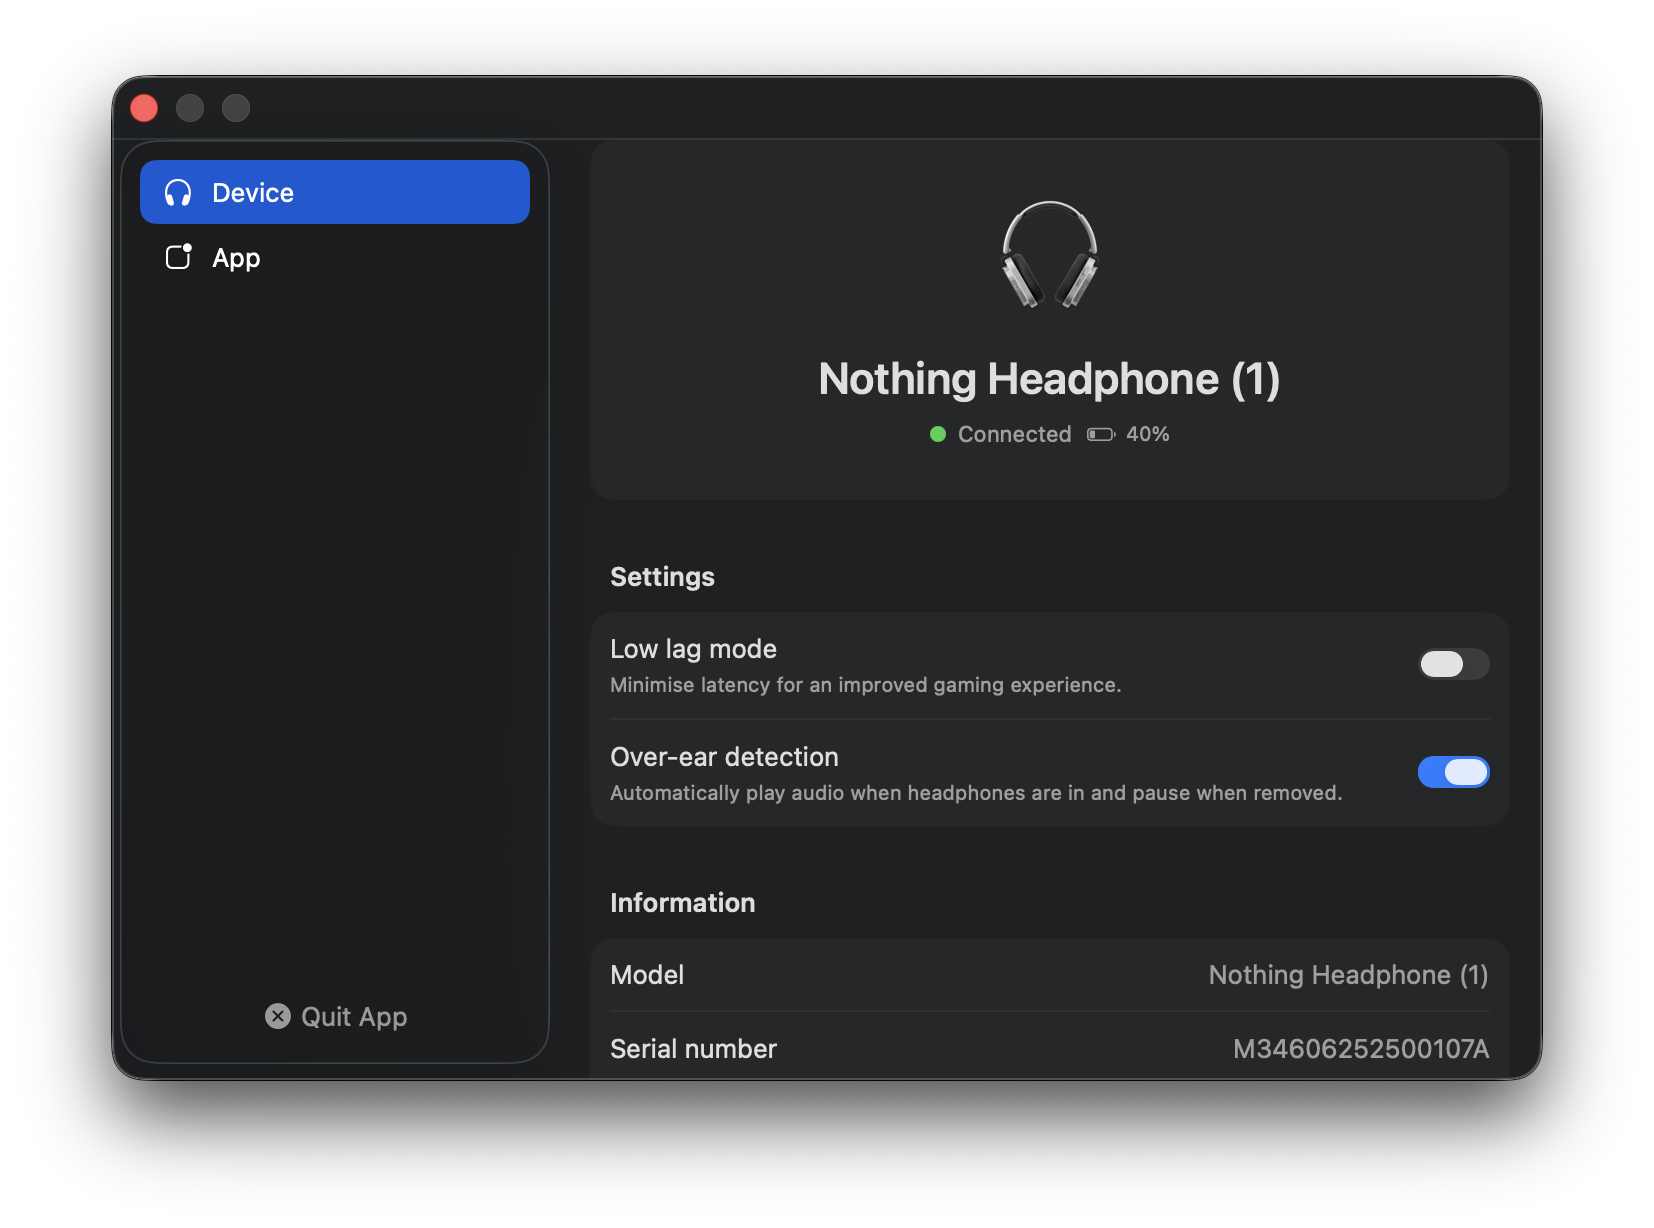 Device
App
Quit App
Nothing Headphone (1)
Connected 40%
Settings
Low lag mode
Minimise latency for an improved gaming experience.
Over-ear detection
Automatically play audio when headphones are in and pause when removed.
Information
Model Nothing Headphone (1)
Serial number M34606252500107A